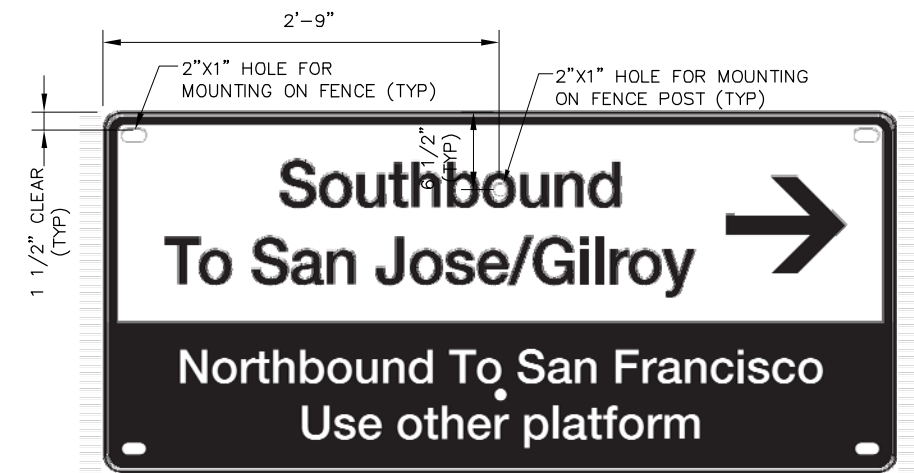 2'-9"
2"X1" HOLE FOR
MOUNTING ON FENCE (TYP)
2"X1" HOLE FOR MOUNTING
ON FENCE POST (TYP)
1 1/2" CLEAR
(TYP)
6 1/2"
(TYP)
Southbound
To San Jose/Gilroy
Northbound To San Francisco
Use other platform